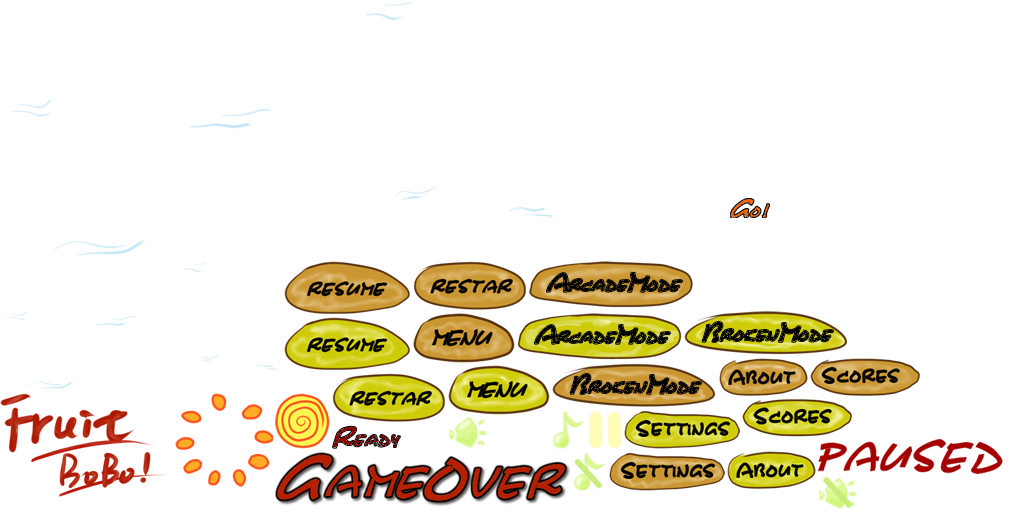 Go!
RESUME
RESTAR
ARCADEMODE
RESUME
MENU
ARCADEMODE
BROKENMODE
RESTAR
MENU
BROKENMODE
ABOUT
SCORES
Fruit
BoBo!
READY
SETTINGS
SCORES
GAMEOVER
SETTINGS
ABOUT
PAUSED